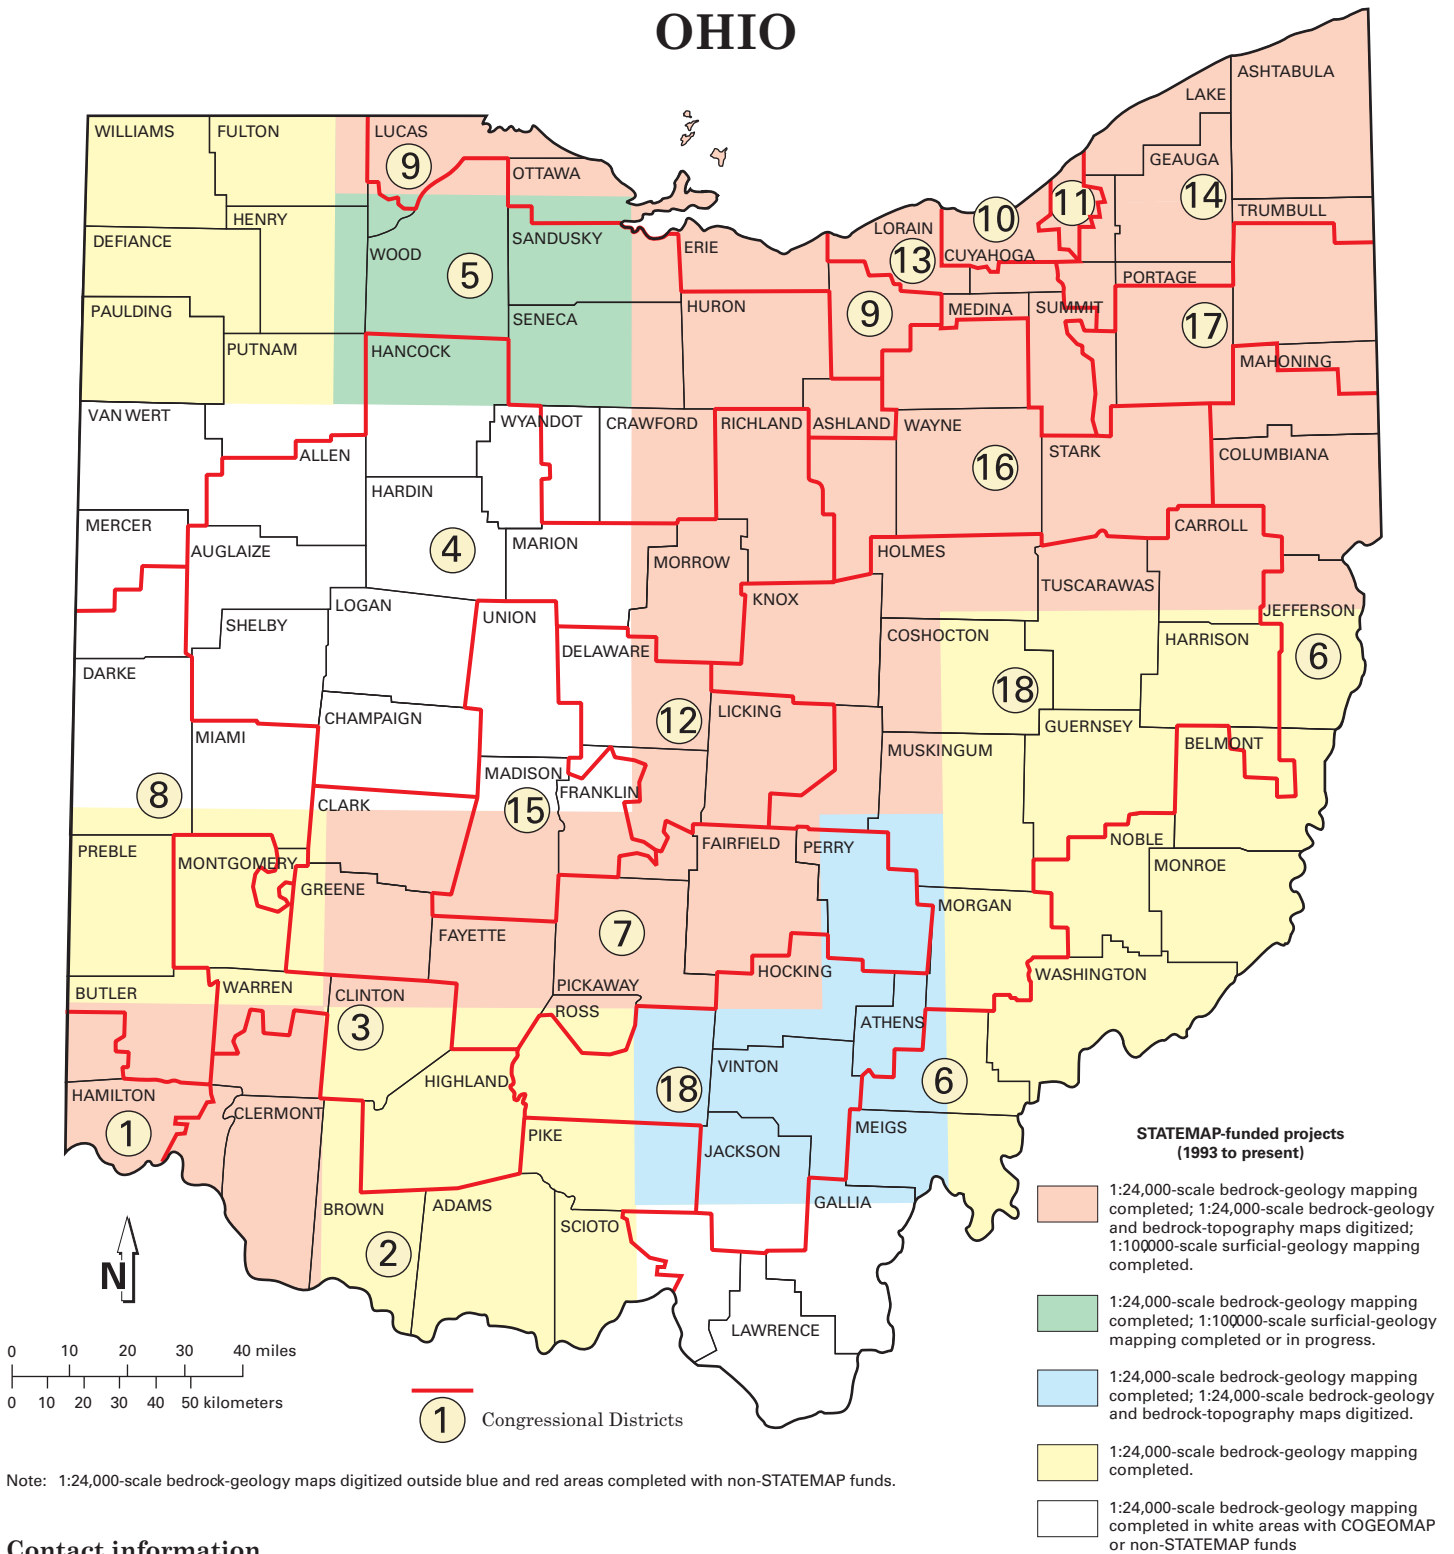 OHIO
ASHTABULA
LAKE
WILLIAMS
FULTON
LUCAS
GEAUGA
9
OTTAWA
14
11
TRUMBULL
HENRY
10
LORAIN
DEFIANCE
SANDUSKY
ERIE
WOOD
CUYAHOGA
13
5
PORTAGE
PAULDING
SENECA
HURON
9
MEDINA
SUMMIT
17
PUTNAM
HANCOCK
MAHONING
VAN WERT
WYANDOT
CRAWFORD
RICHLAND
ASHLAND
WAYNE
ALLEN
STARK
COLUMBIANA
16
HARDIN
MERCER
CARROLL
AUGLAIZE
4
MARION
HOLMES
MORROW
TUSCARAWAS
LOGAN
KNOX
UNION
JEFFERSON
SHELBY
COSHOCTON
HARRISON
DELAWARE
6
DARKE
18
CHAMPAIGN
12
LICKING
GUERNSEY
MIAMI
MUSKINGUM
BELMONT
MADISON
8
FRANKLIN
CLARK
15
NOBLE
PREBLE
FAIRFIELD
PERRY
MONTGOMERY
MONROE
GREENE
MORGAN
FAYETTE
7
HOCKING
WASHINGTON
BUTLER
WARREN
CLINTON
PICKAWAY
ROSS
3
ATHENS
VINTON
HIGHLAND
18
6
HAMILTON
CLERMONT
1
PIKE
MEIGS
JACKSON
BROWN
ADAMS
GALLIA
SCIOTO
2
LAWRENCE
N
0 10 20 30 40 miles
0 10 20 30 40 50 kilometers
1 Congressional Districts
STATEMAP-funded projects
(1993 to present)
1:24,000-scale bedrock-geology mapping
completed; 1:24,000-scale bedrock-geology
and bedrock-topography maps digitized;
1:100,000-scale surficial-geology mapping
completed.
1:24,000-scale bedrock-geology mapping
completed; 1:100,000-scale surficial-geology
mapping completed or in progress.
1:24,000-scale bedrock-geology mapping
completed; 1:24,000-scale bedrock-geology
and bedrock-topography maps digitized.
1:24,000-scale bedrock-geology mapping
completed.
1:24,000-scale bedrock-geology mapping
completed in white areas with COGEOMAP
or non-STATEMAP funds
Note: 1:24,000-scale bedrock-geology maps digitized outside blue and red areas completed with non-STATEMAP funds.
Contact information